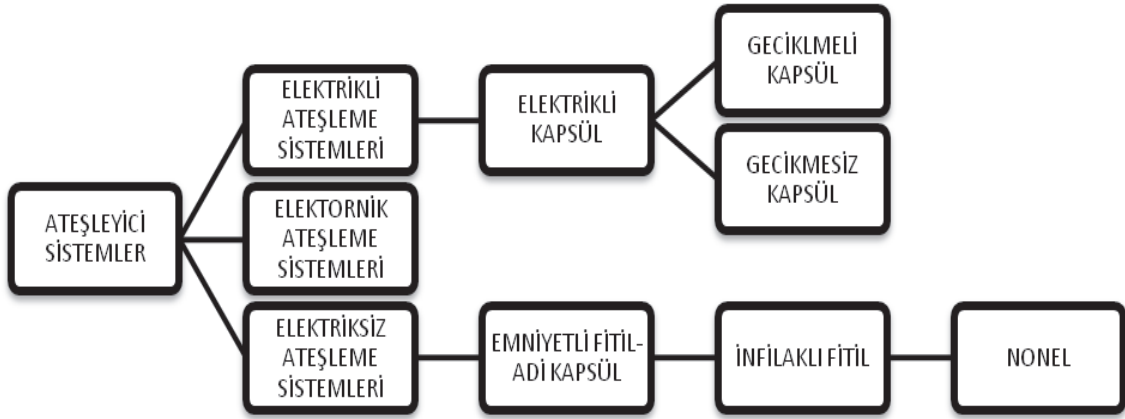 ATEŞLEYİCİ
SİSTEMLER
ELEKTRİKLİ
ATEŞLEME
SİSTEMLERİ
ELEKTRİKLİ
KAPSÜL
GECİKLMELİ
KAPSÜL
GECİKMESİZ
KAPSÜL
ELEKTORNİK
ATEŞLEME
SİSTEMLERİ
ELEKTRİKSİZ
ATEŞLEME
SİSTEMLERİ
EMNİYETLİ FİTİL-
ADİ KAPSÜL
İNFİLAKLI FİTİL
NONEL